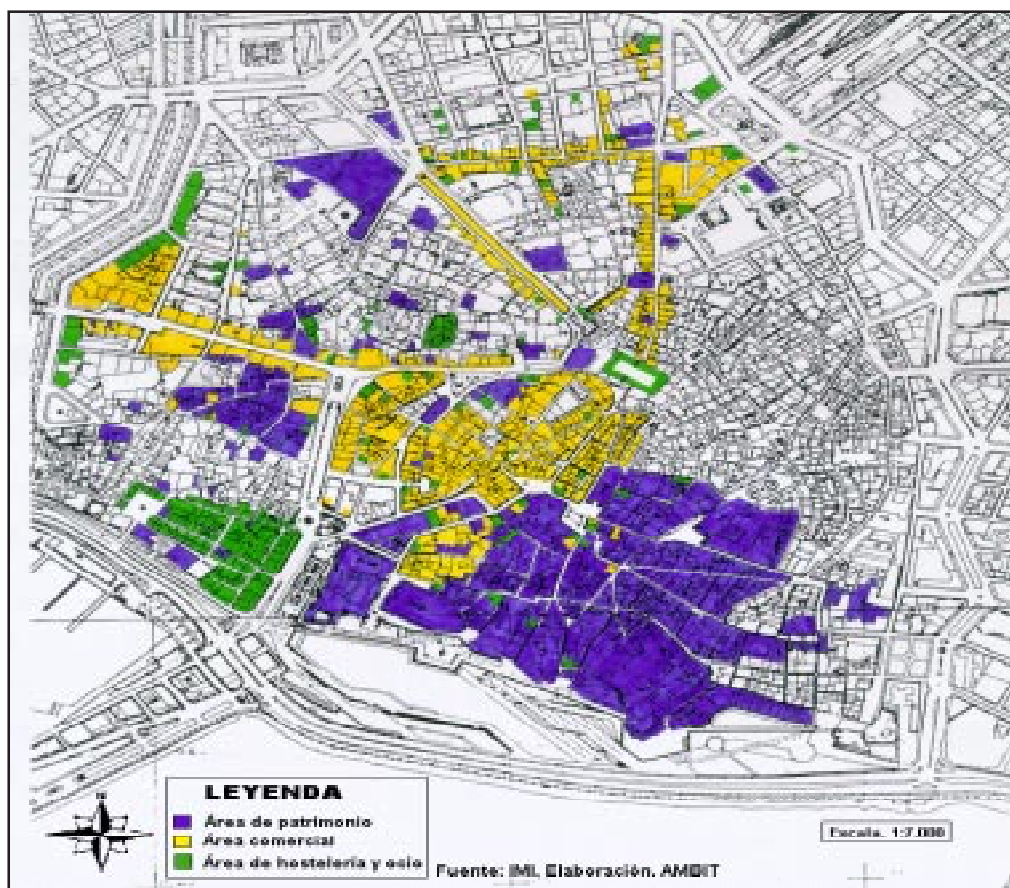 LEYENDA
Área de patrimonio
Área comercial
Área de hostelería y ocio
Fuente: IMI. Elaboración. AMBIT
Escala. 1:7.000